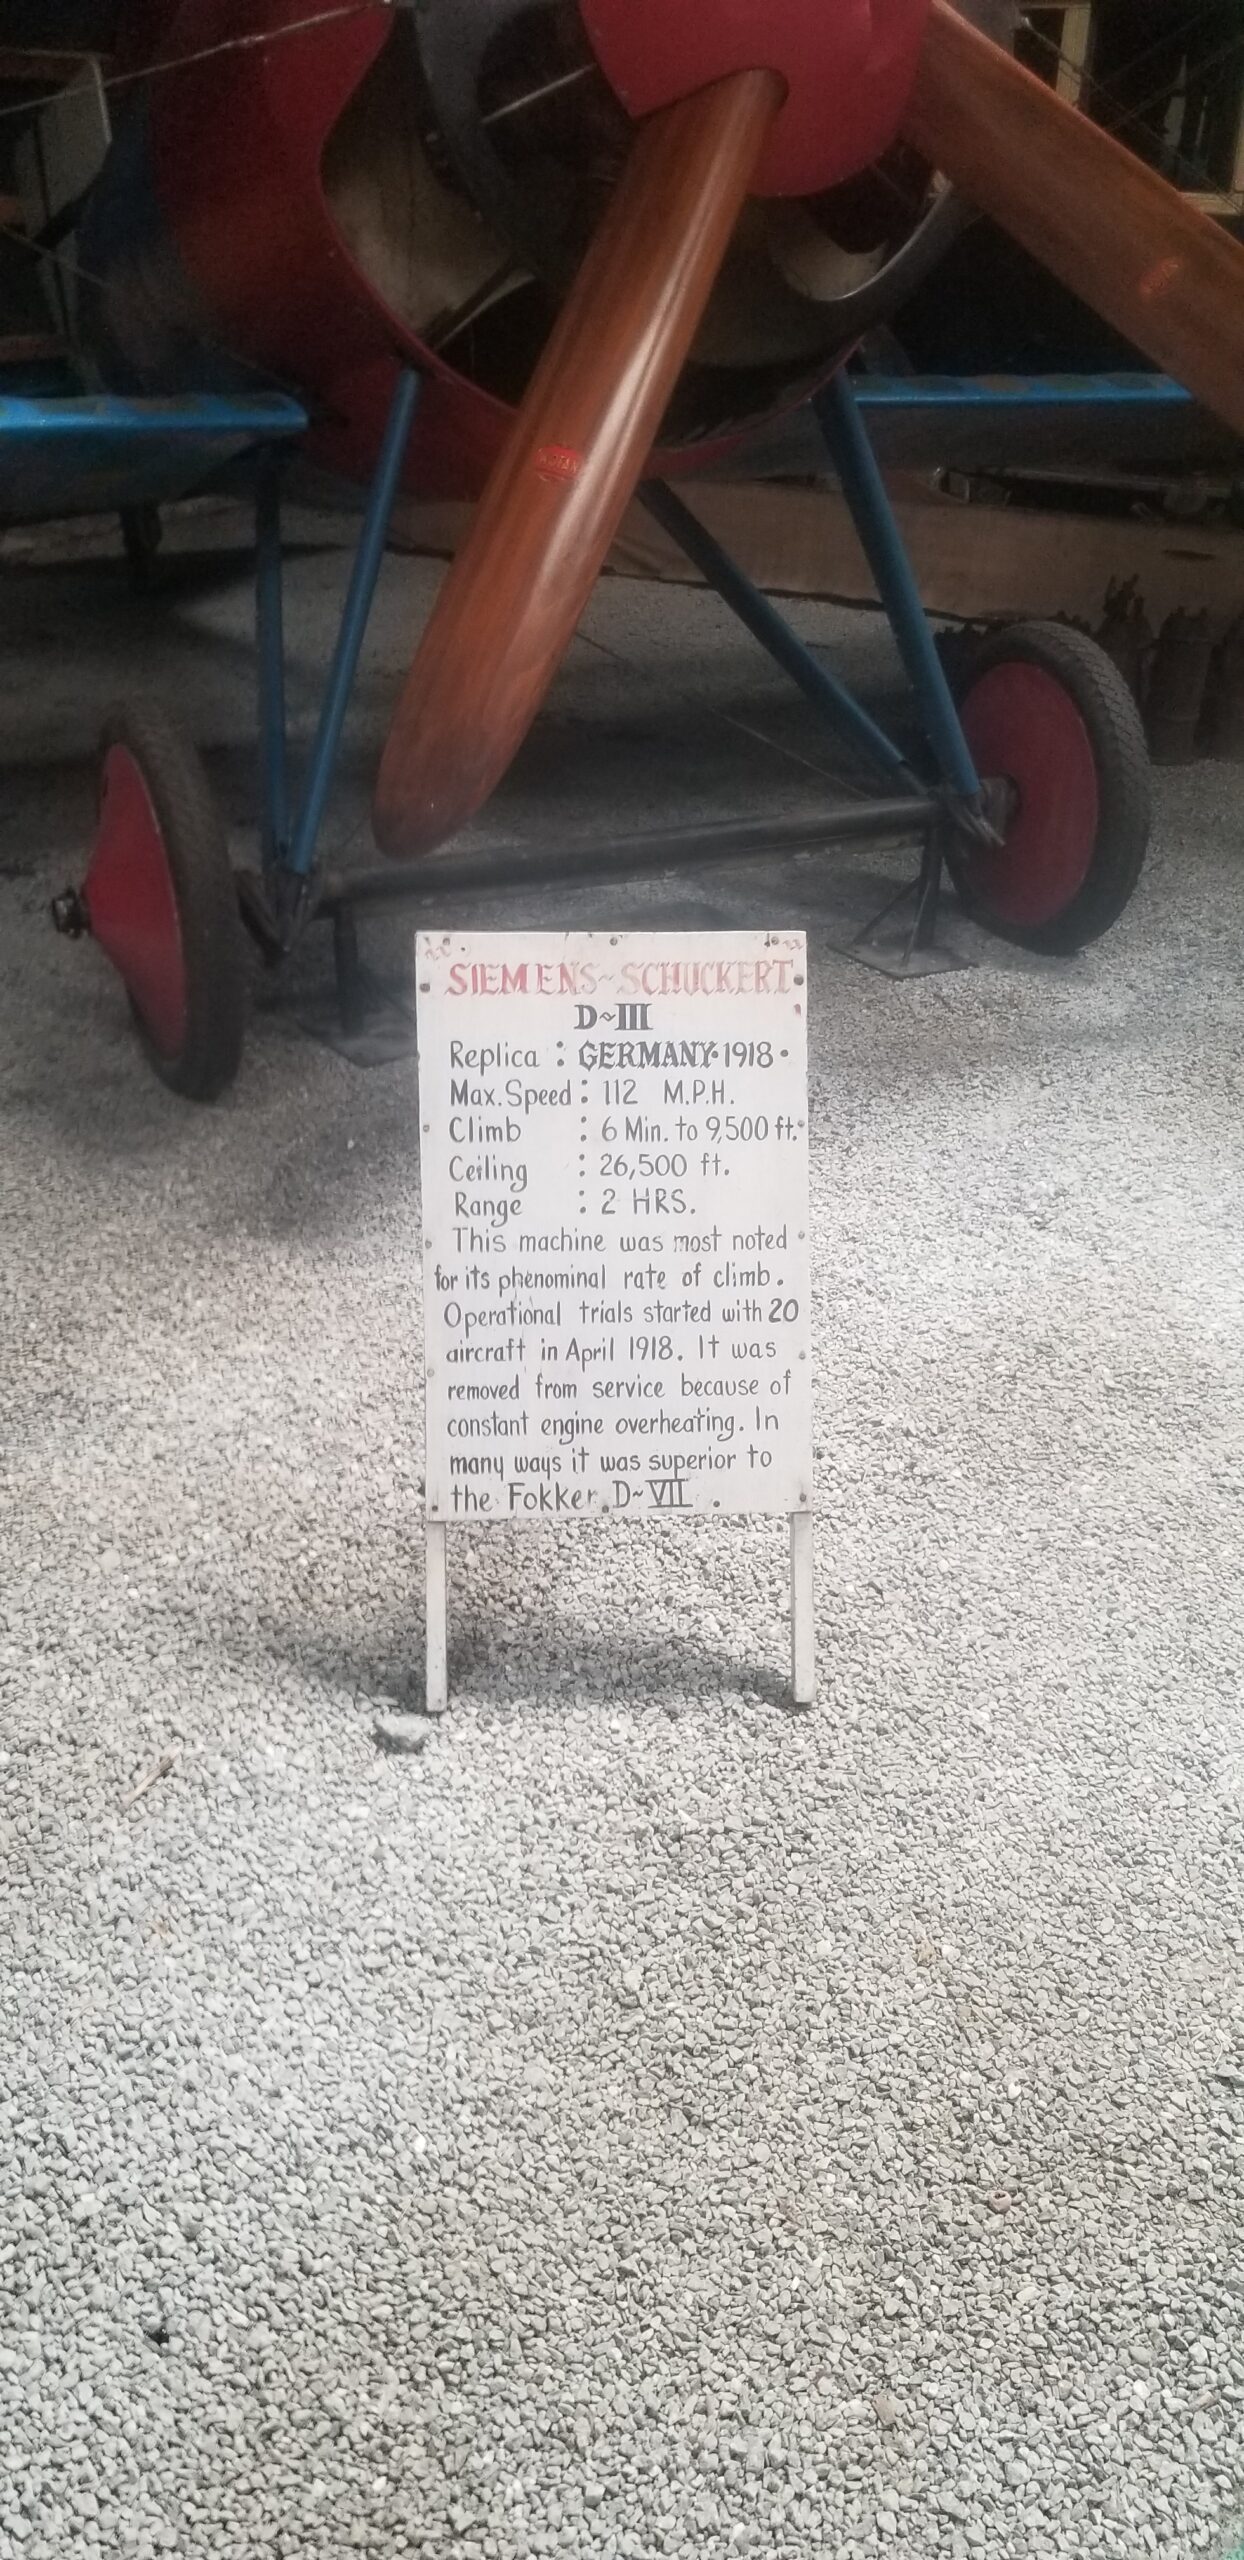 SIEMENS~SCHUCKERT
D~III
Replica : GERMANY·1918·
Max. Speed : 112 M.P.H.
Climb : 6 Min. to 9,500 ft.
Ceiling : 26,500 ft.
Range : 2 HRS.
This machine was most noted
for its phenominal rate of climb.
Operational trials started with 20
aircraft in April 1918. It was
removed from service because of
constant engine overheating. In
many ways it was superior to
the Fokker D~VII .